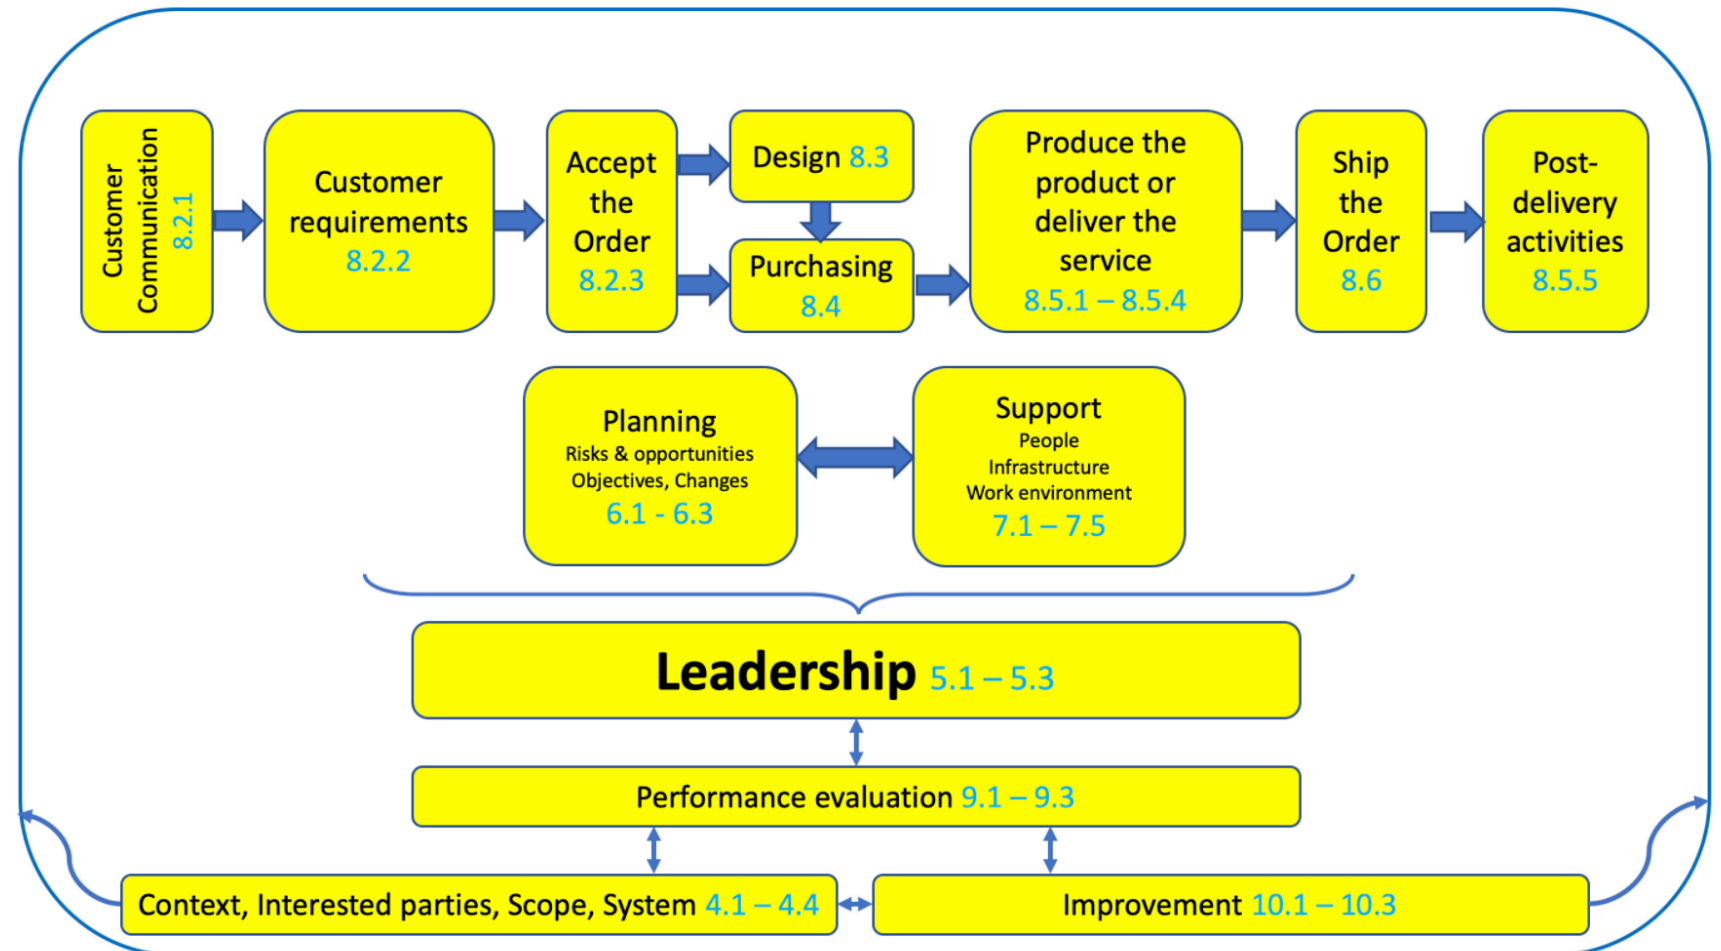 Customer
Communication
8.2.1
Customer
requirements
8.2.2
Accept
the
Order
8.2.3
Design 8.3
Purchasing
8.4
Produce the
product or
deliver the
service
8.5.1 – 8.5.4
Ship
the
Order
8.6
Post-
delivery
activities
8.5.5
Planning
Risks & opportunities
Objectives, Changes
6.1 - 6.3
Support
People
Infrastructure
Work environment
7.1 – 7.5
Leadership 5.1 – 5.3
Performance evaluation 9.1 – 9.3
Context, Interested parties, Scope, System 4.1 – 4.4
Improvement 10.1 – 10.3